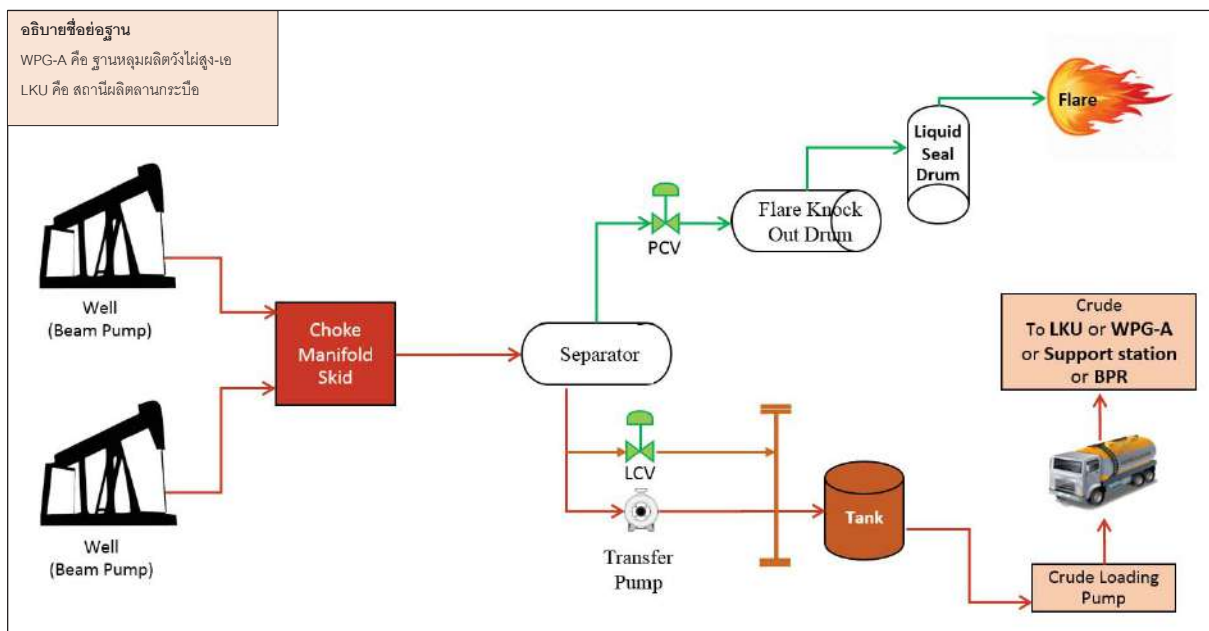 อธิบายชื่อย่อฐาน
WPG-A คือ ฐานหลุมผลิตวังไผ่สูง-เอ
LKU คือ สถานีผลิตลานกระบือ
Flare
Liquid
Seal
Drum
Flare Knock
Out Drum
PCV
Well
(Beam Pump)
Choke
Manifold
Skid
Separator
Crude
To LKU or WPG-A
or Support station
or BPR
LCV
Tank
Transfer
Pump
Well
(Beam Pump)
Crude Loading
Pump